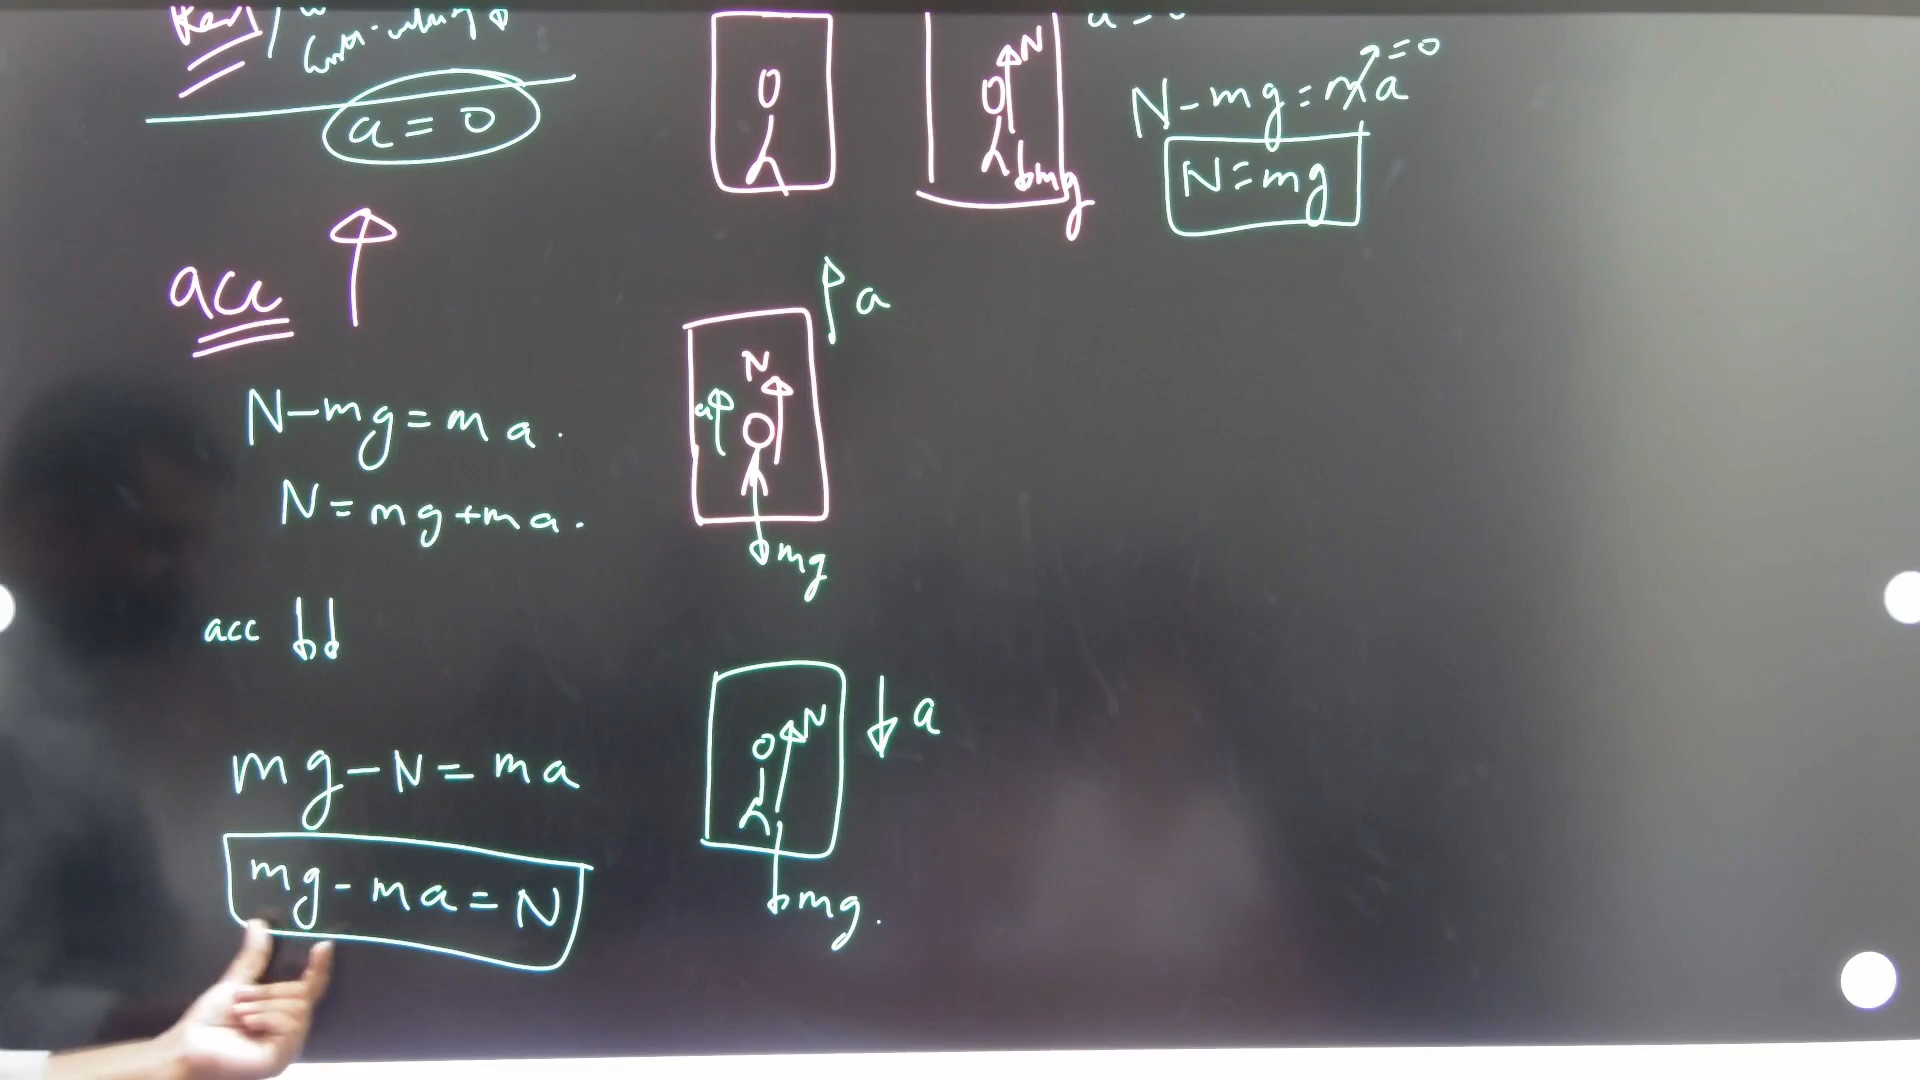 a = 0
N
mg
N - mg = ma = 0
N = mg
acc
a
N - mg = ma.
N
a
N = mg + ma.
mg
acc
a
N
mg - N = ma
mg - ma = N
mg.